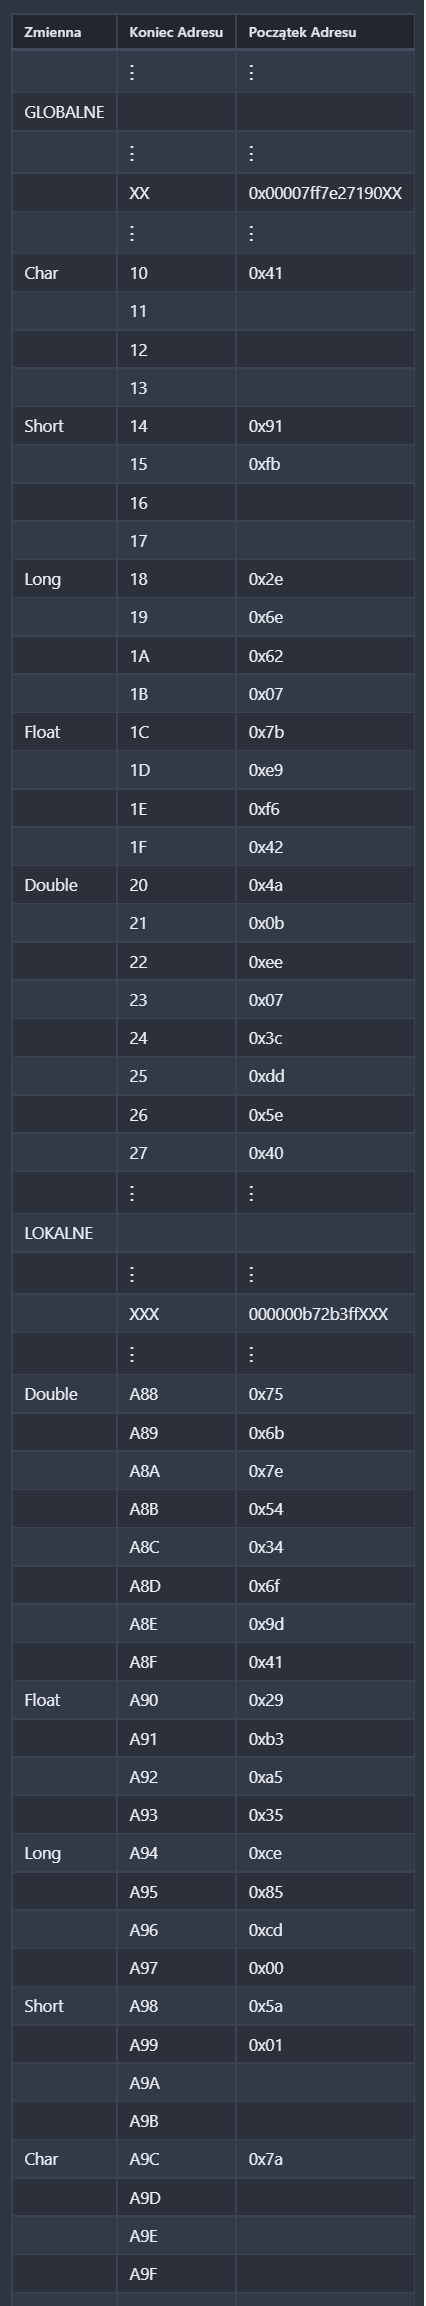 Zmienna Koniec Adresu Początek Adresu
⋮ ⋮
GLOBALNE
⋮ ⋮
XX 0x00007ff7e27190XX
⋮ ⋮
Char 10 0x41
11
12
13
Short 14 0x91
15 0xfb
16
17
Long 18 0x2e
19 0x6e
1A 0x62
1B 0x07
Float 1C 0x7b
1D 0xe9
1E 0xf6
1F 0x42
Double 20 0x4a
21 0x0b
22 0xee
23 0x07
24 0x3c
25 0xdd
26 0x5e
27 0x40
⋮ ⋮
LOKALNE
⋮ ⋮
XXX 000000b72b3ffXXX
⋮ ⋮
Double A88 0x75
A89 0x6b
A8A 0x7e
A8B 0x54
A8C 0x34
A8D 0x6f
A8E 0x9d
A8F 0x41
Float A90 0x29
A91 0xb3
A92 0xa5
A93 0x35
Long A94 0xce
A95 0x85
A96 0xcd
A97 0x00
Short A98 0x5a
A99 0x01
A9A
A9B
Char A9C 0x7a
A9D
A9E
A9F